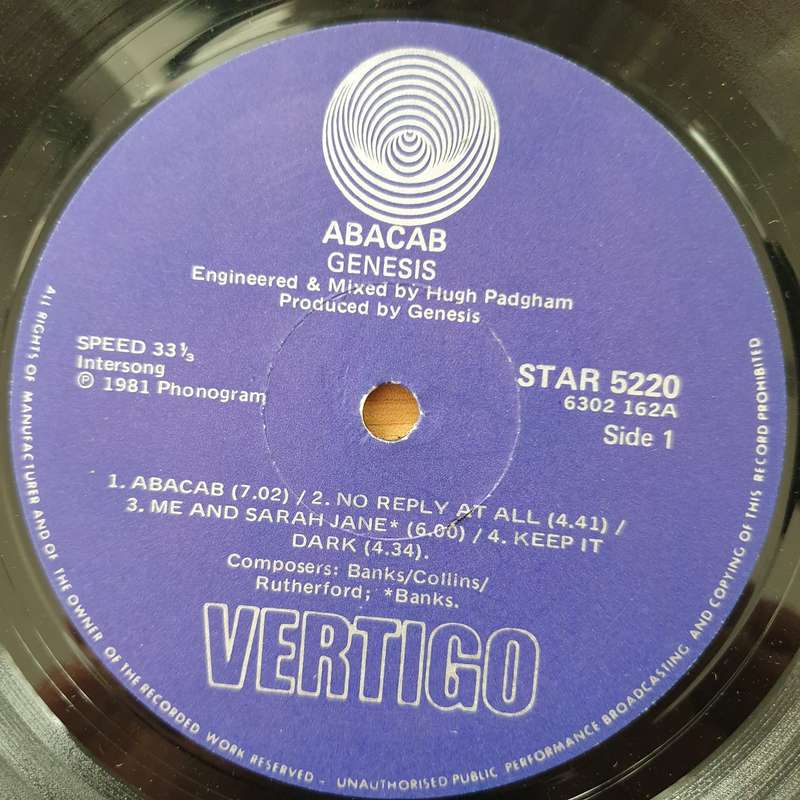 ABACAB
GENESIS
Engineered & Mixed by Hugh Padgham
Produced by Genesis
SPEED 33⅓
Intersong
℗ 1981 Phonogram
STAR 5220
6302 162A
Side 1
1. ABACAB (7.02) / 2. NO REPLY AT ALL (4.41) /
3. ME AND SARAH JANE* (6.00) / 4. KEEP IT
DARK (4.34).
Composers: Banks/Collins/
Rutherford; *Banks.
VERTIGO
ALL RIGHTS OF MANUFACTURER AND OF THE OWNER OF THE RECORDED WORK RESERVED – UNAUTHORISED PUBLIC PERFORMANCE BROADCASTING AND COPYING OF THIS RECORD PROHIBITED